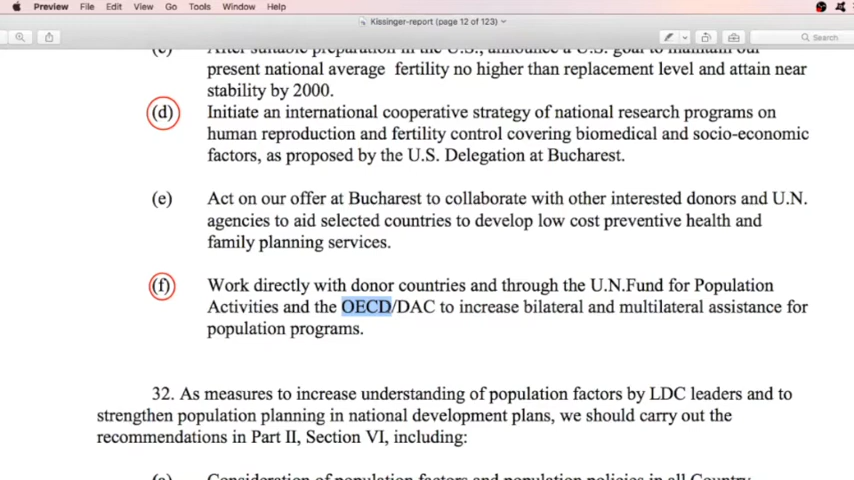 Preview File Edit View Go Tools Window Help
Kissinger-report (page 12 of 123)
Search
present national average fertility no higher than replacement level and attain near
stability by 2000.
(d) Initiate an international cooperative strategy of national research programs on
human reproduction and fertility control covering biomedical and socio-economic
factors, as proposed by the U.S. Delegation at Bucharest.
(e) Act on our offer at Bucharest to collaborate with other interested donors and U.N.
agencies to aid selected countries to develop low cost preventive health and
family planning services.
(f) Work directly with donor countries and through the U.N.Fund for Population
Activities and the OECD/DAC to increase bilateral and multilateral assistance for
population programs.
32. As measures to increase understanding of population factors by LDC leaders and to
strengthen population planning in national development plans, we should carry out the
recommendations in Part II, Section VI, including: